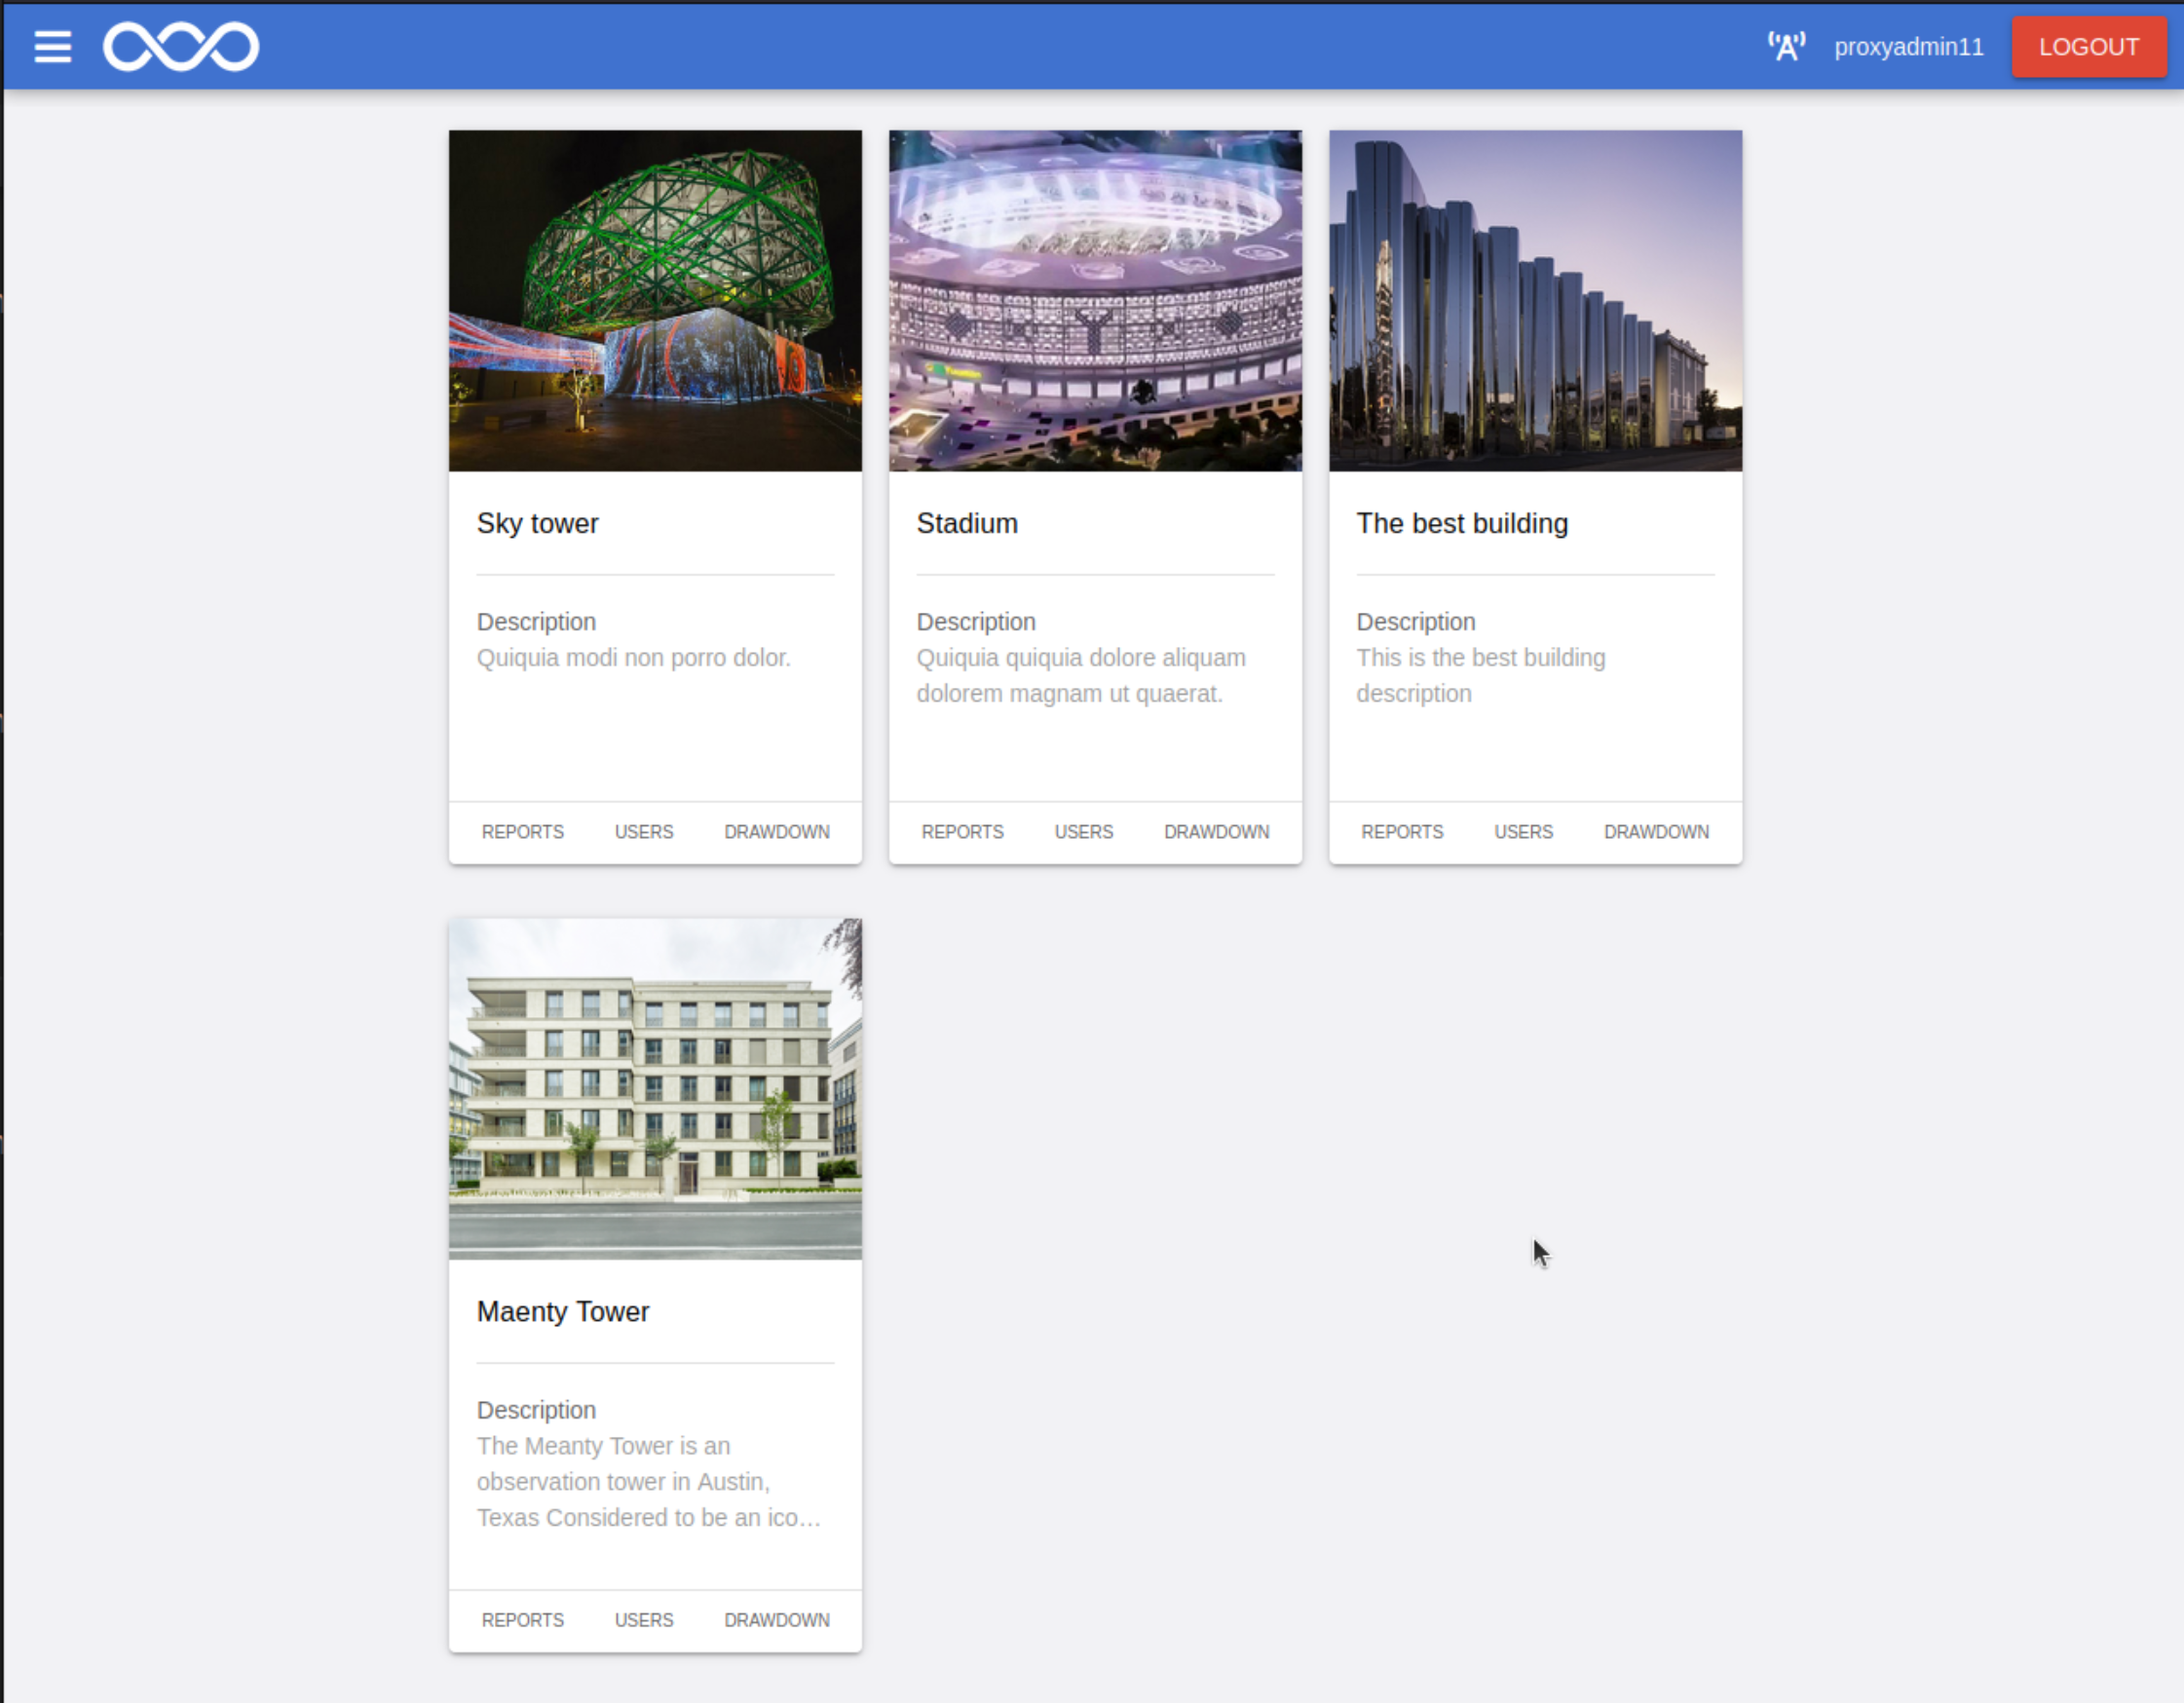 proxyadmin11
LOGOUT
Sky tower
Description
Quiquia modi non porro dolor.
REPORTS USERS DRAWDOWN
Stadium
Description
Quiquia quiquia dolore aliquam
dolorem magnam ut quaerat.
REPORTS USERS DRAWDOWN
The best building
Description
This is the best building
description
REPORTS USERS DRAWDOWN
Maenty Tower
Description
The Meanty Tower is an
observation tower in Austin,
Texas Considered to be an ico…
REPORTS USERS DRAWDOWN